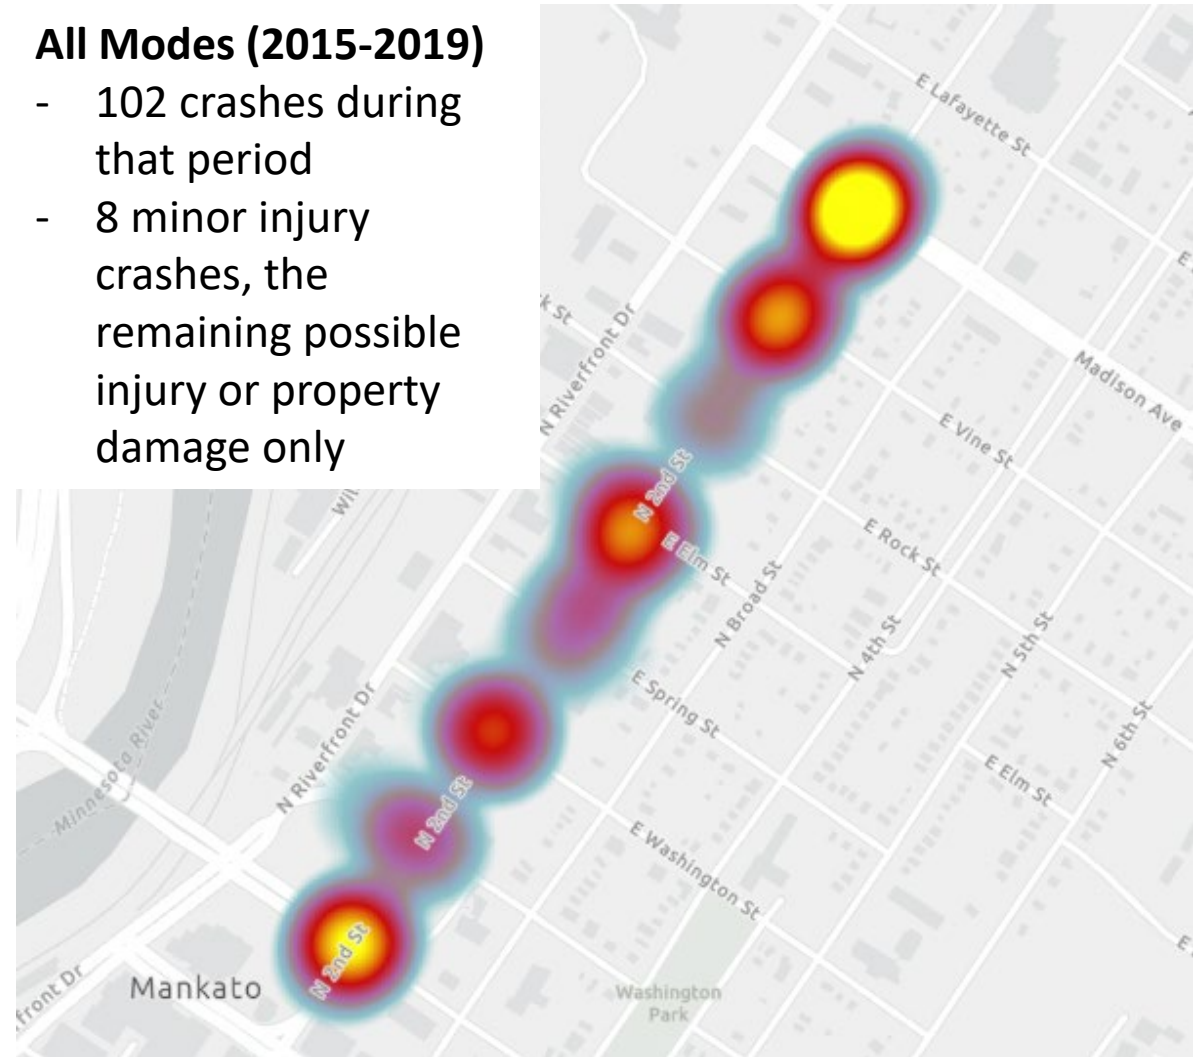 All Modes (2015-2019)
- 102 crashes during
that period
- 8 minor injury
crashes, the
remaining possible
injury or property
damage only
E Lafayette St
Madison Ave
N Riverfront Dr
E Vine St
N 2nd St
E Rock St
E Elm St
N Broad St
N 4th St
N 5th St
E Spring St
N 6th St
N Riverfront Dr
Minnesota River
E Elm St
N 2nd St
E Washington St
N 2nd St
Mankato
Washington
Park
front Dr